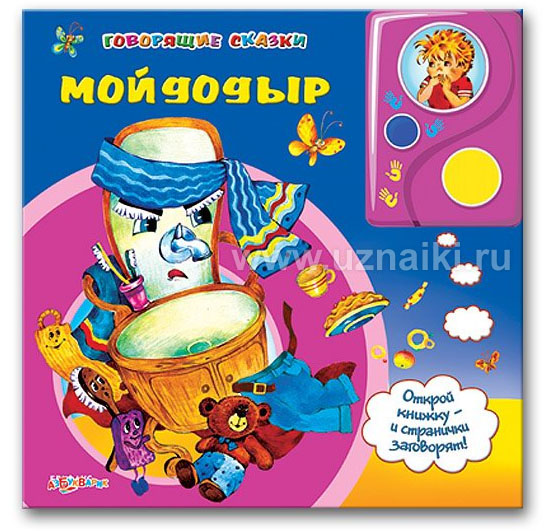 ГОВОРЯЩИЕ СКАЗКИ
МОЙДОДЫР
www.uznaiki.ru
Открой
книжку –
и странички
заговорят!
АЗБУКВАРИК